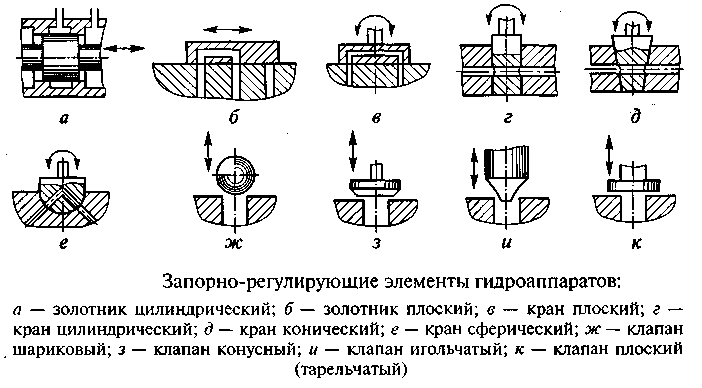 а б в г д
е ж з и к
Запорно-регулирующие элементы гидроаппаратов:
а — золотник цилиндрический; б — золотник плоский; в — кран плоский; г —
кран цилиндрический; д — кран конический; е — кран сферический; ж — клапан
шариковый; з — клапан конусный; и — клапан игольчатый; к — клапан плоский
(тарельчатый)